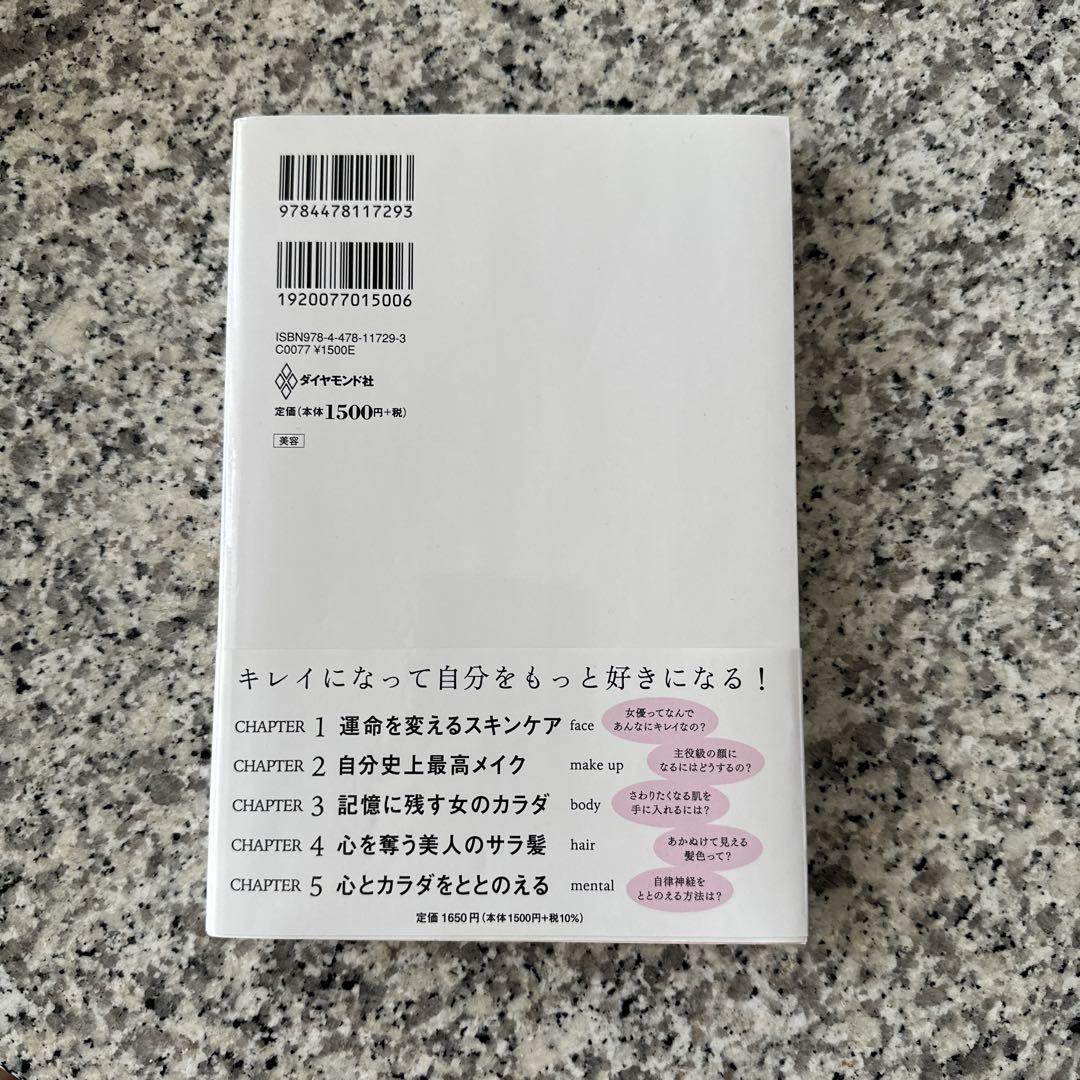 9784478117293
1920077015006
ISBN978-4-478-11729-3
C0077 ¥1500E
ダイヤモンド社
定価(本体1500円+税)
美容
キレイになって自分をもっと好きになる！
CHAPTER 1 運命を変えるスキンケア face 女優ってなんで
あんなにキレイなの？
CHAPTER 2 自分史上最高メイク make up 主役級の顔に
なるにはどうするの？
CHAPTER 3 記憶に残す女のカラダ body さわりたくなる肌を
手に入れるには？
CHAPTER 4 心を奪う美人のサラ髪 hair あかぬけて見える
髪色って？
CHAPTER 5 心とカラダをととのえる mental 自律神経を
ととのえる方法は？
定価1650円(本体1500円+税10%)